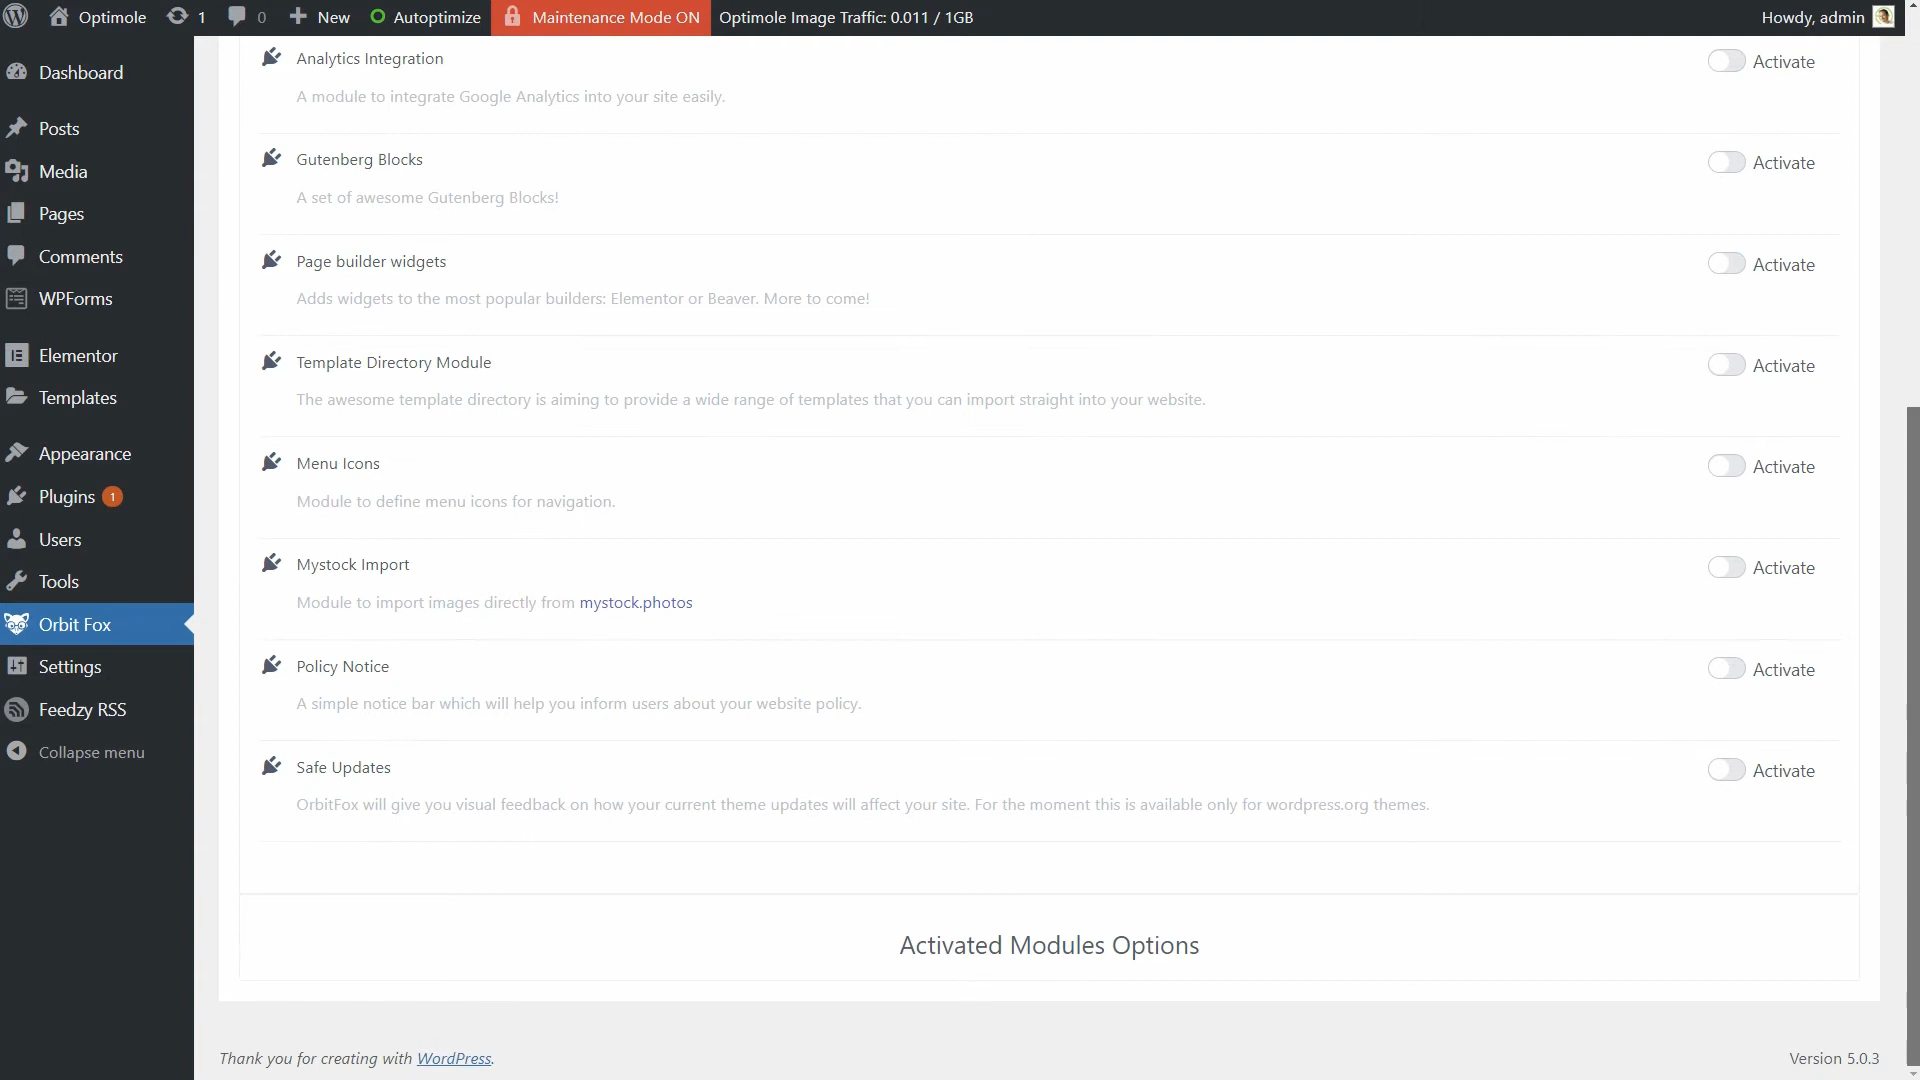 Optimole 1 0 New Autoptimize Maintenance Mode ON Optimole Image Traffic: 0.011 / 1GB Howdy, admin
Dashboard
Posts
Media
Pages
Comments
WPForms
Elementor
Templates
Appearance
Plugins 1
Users
Tools
Orbit Fox
Settings
Feedzy RSS
Collapse menu
Analytics Integration Activate
A module to integrate Google Analytics into your site easily.
Gutenberg Blocks Activate
A set of awesome Gutenberg Blocks!
Page builder widgets Activate
Adds widgets to the most popular builders: Elementor or Beaver. More to come!
Template Directory Module Activate
The awesome template directory is aiming to provide a wide range of templates that you can import straight into your website.
Menu Icons Activate
Module to define menu icons for navigation.
Mystock Import Activate
Module to import images directly from mystock.photos
Policy Notice Activate
A simple notice bar which will help you inform users about your website policy.
Safe Updates Activate
OrbitFox will give you visual feedback on how your current theme updates will affect your site. For the moment this is available only for wordpress.org themes.
Activated Modules Options
Thank you for creating with WordPress. Version 5.0.3